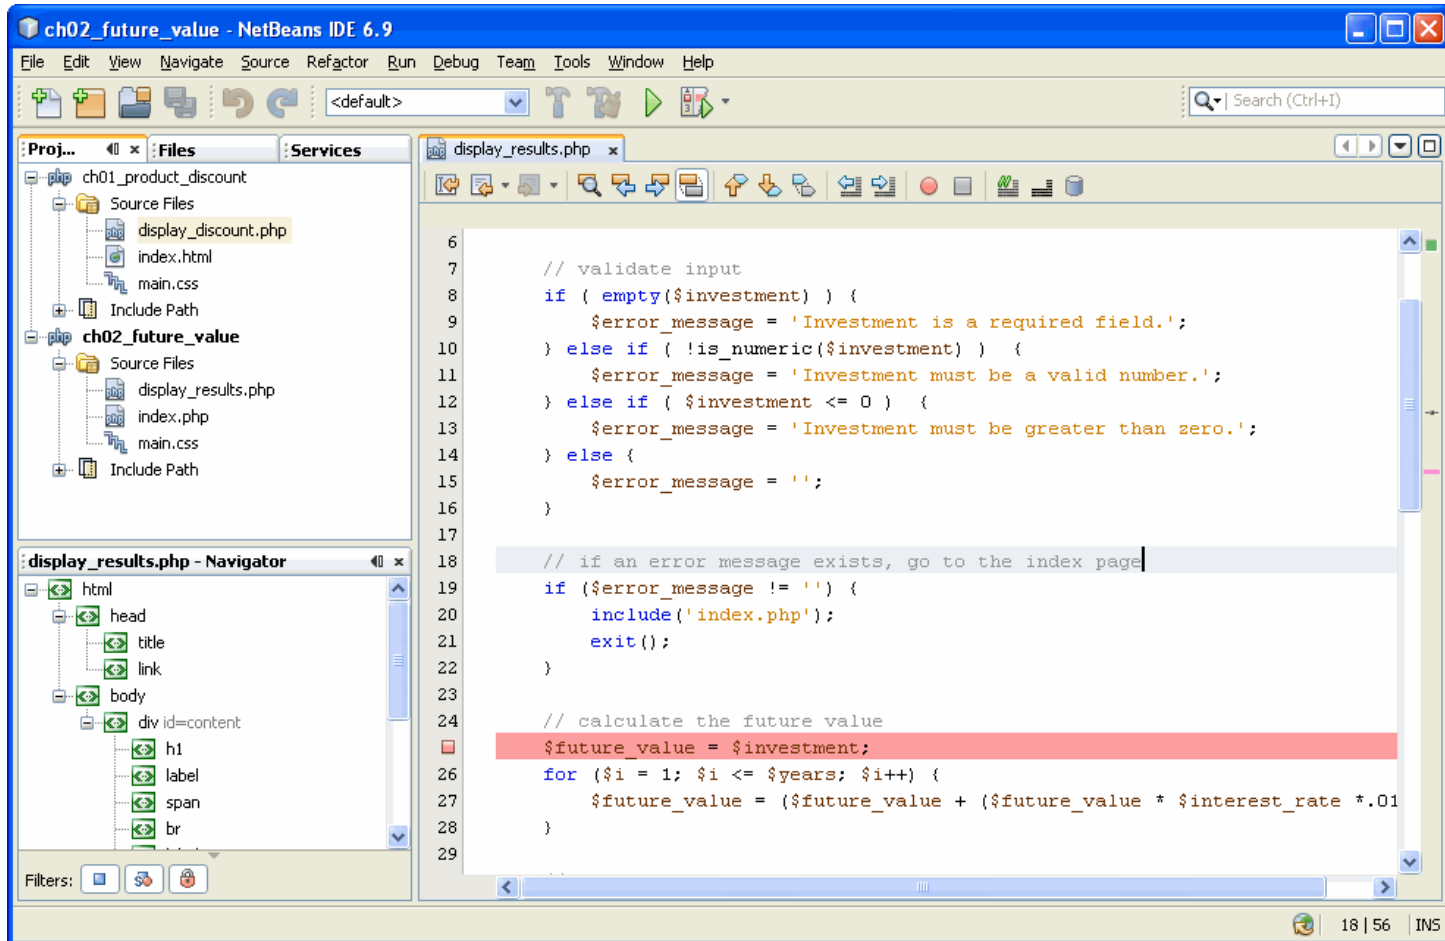 ch02_future_value - NetBeans IDE 6.9
File Edit View Navigate Source Refactor Run Debug Team Tools Window Help
<default>
Search (Ctrl+I)
Proj... Files Services
ch01_product_discount
Source Files
display_discount.php
index.html
main.css
Include Path
ch02_future_value
Source Files
display_results.php
index.php
main.css
Include Path
display_results.php - Navigator
html
head
title
link
body
div id=content
h1
label
span
br
Filters:
display_results.php
6
7 // validate input
8 if ( empty($investment) ) {
9 $error_message = 'Investment is a required field.';
10 } else if ( !is_numeric($investment) ) {
11 $error_message = 'Investment must be a valid number.';
12 } else if ( $investment <= 0 ) {
13 $error_message = 'Investment must be greater than zero.';
14 } else {
15 $error_message = '';
16 }
17
18 // if an error message exists, go to the index page
19 if ($error_message != '') {
20 include('index.php');
21 exit();
22 }
23
24 // calculate the future value
$future_value = $investment;
26 for ($i = 1; $i <= $years; $i++) {
27 $future_value = ($future_value + ($future_value * $interest_rate *.01
28 }
29
18 | 56 INS